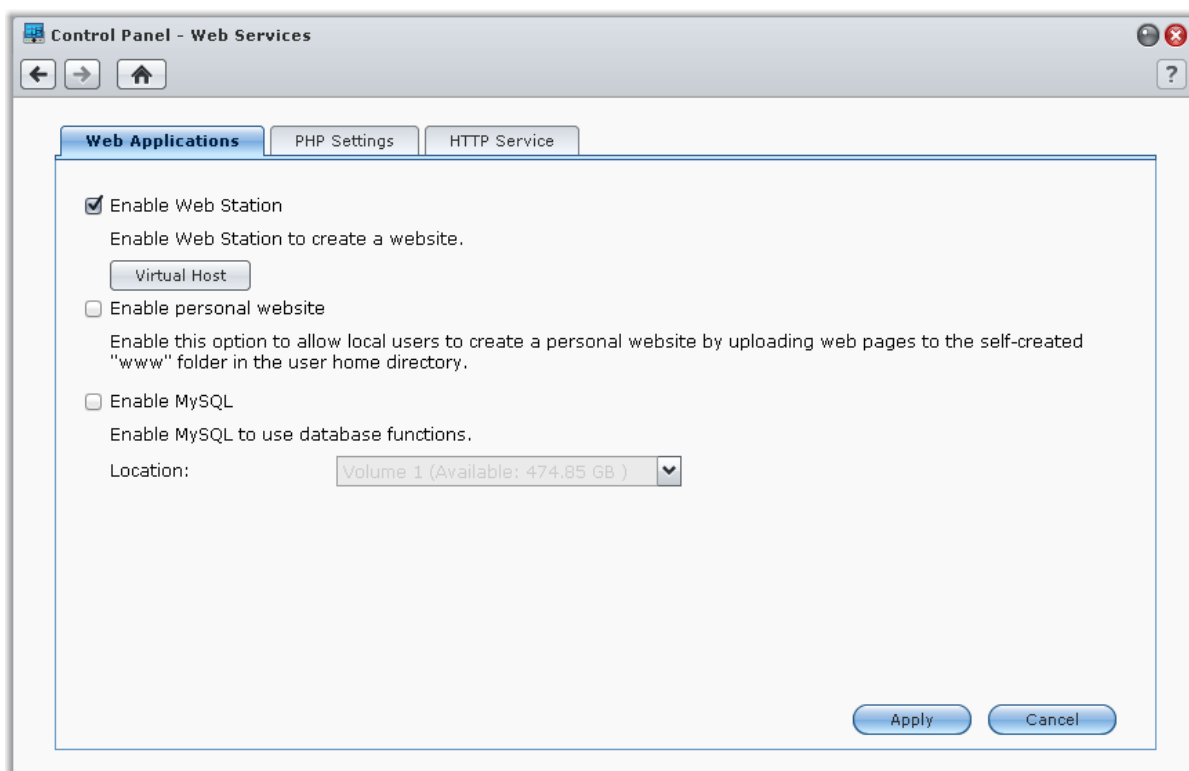 Control Panel - Web Services
?
Web Applications
PHP Settings
HTTP Service
Enable Web Station
Enable Web Station to create a website.
Virtual Host
Enable personal website
Enable this option to allow local users to create a personal website by uploading web pages to the self-created
"www" folder in the user home directory.
Enable MySQL
Enable MySQL to use database functions.
Location:
Volume 1 (Available: 474.85 GB )
Apply
Cancel